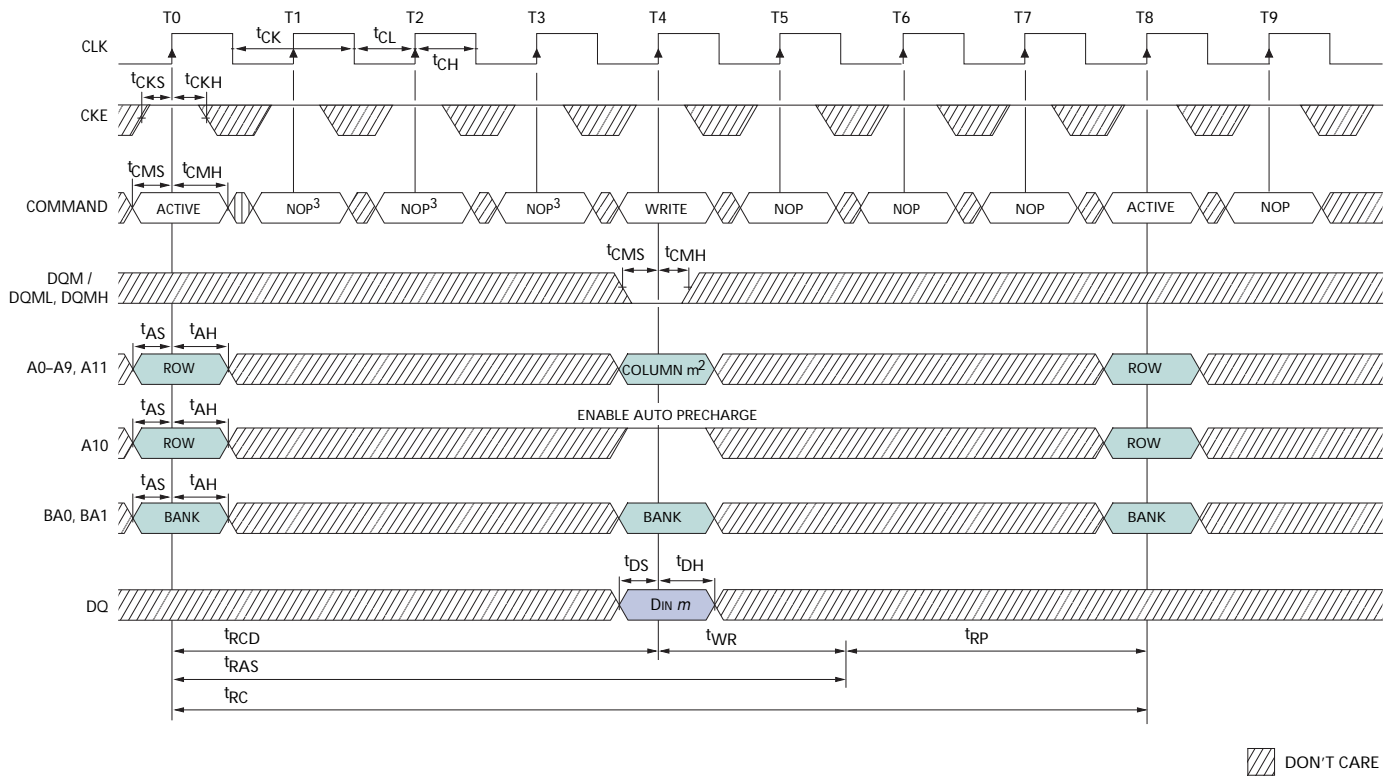 T0 T1 T2 T3 T4 T5 T6 T7 T8 T9
CLK tCK tCL tCH
tCKS tCKH
CKE
tCMS tCMH
COMMAND ACTIVE NOP3 NOP3 NOP3 WRITE NOP NOP NOP ACTIVE NOP
tCMS tCMH
DQM /
DQML, DQMH
tAS tAH
A0–A9, A11 ROW COLUMN m2 ROW
ENABLE AUTO PRECHARGE
tAS tAH
A10 ROW ROW
tAS tAH
BA0, BA1 BANK BANK BANK
tDS tDH
DQ DIN m
tRCD tWR tRP
tRAS
tRC
DON'T CARE